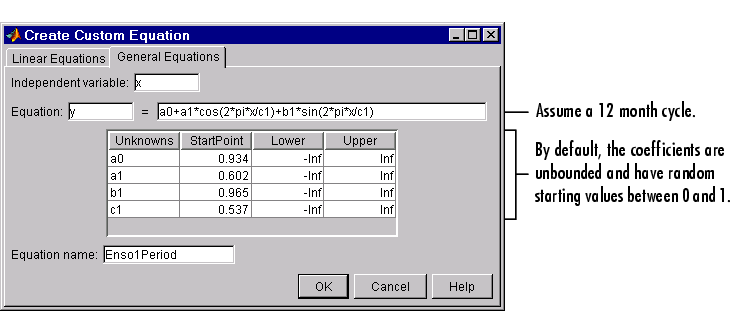 Create Custom Equation
Linear Equations General Equations
Independent variable: x
Equation: y = a0+a1*cos(2*pi*x/c1)+b1*sin(2*pi*x/c1)
Assume a 12 month cycle.
Unknowns StartPoint Lower Upper
a0 0.934 -Inf Inf
a1 0.602 -Inf Inf
b1 0.965 -Inf Inf
c1 0.537 -Inf Inf
By default, the coefficients are
unbounded and have random
starting values between 0 and 1.
Equation name: Enso1Period
OK Cancel Help